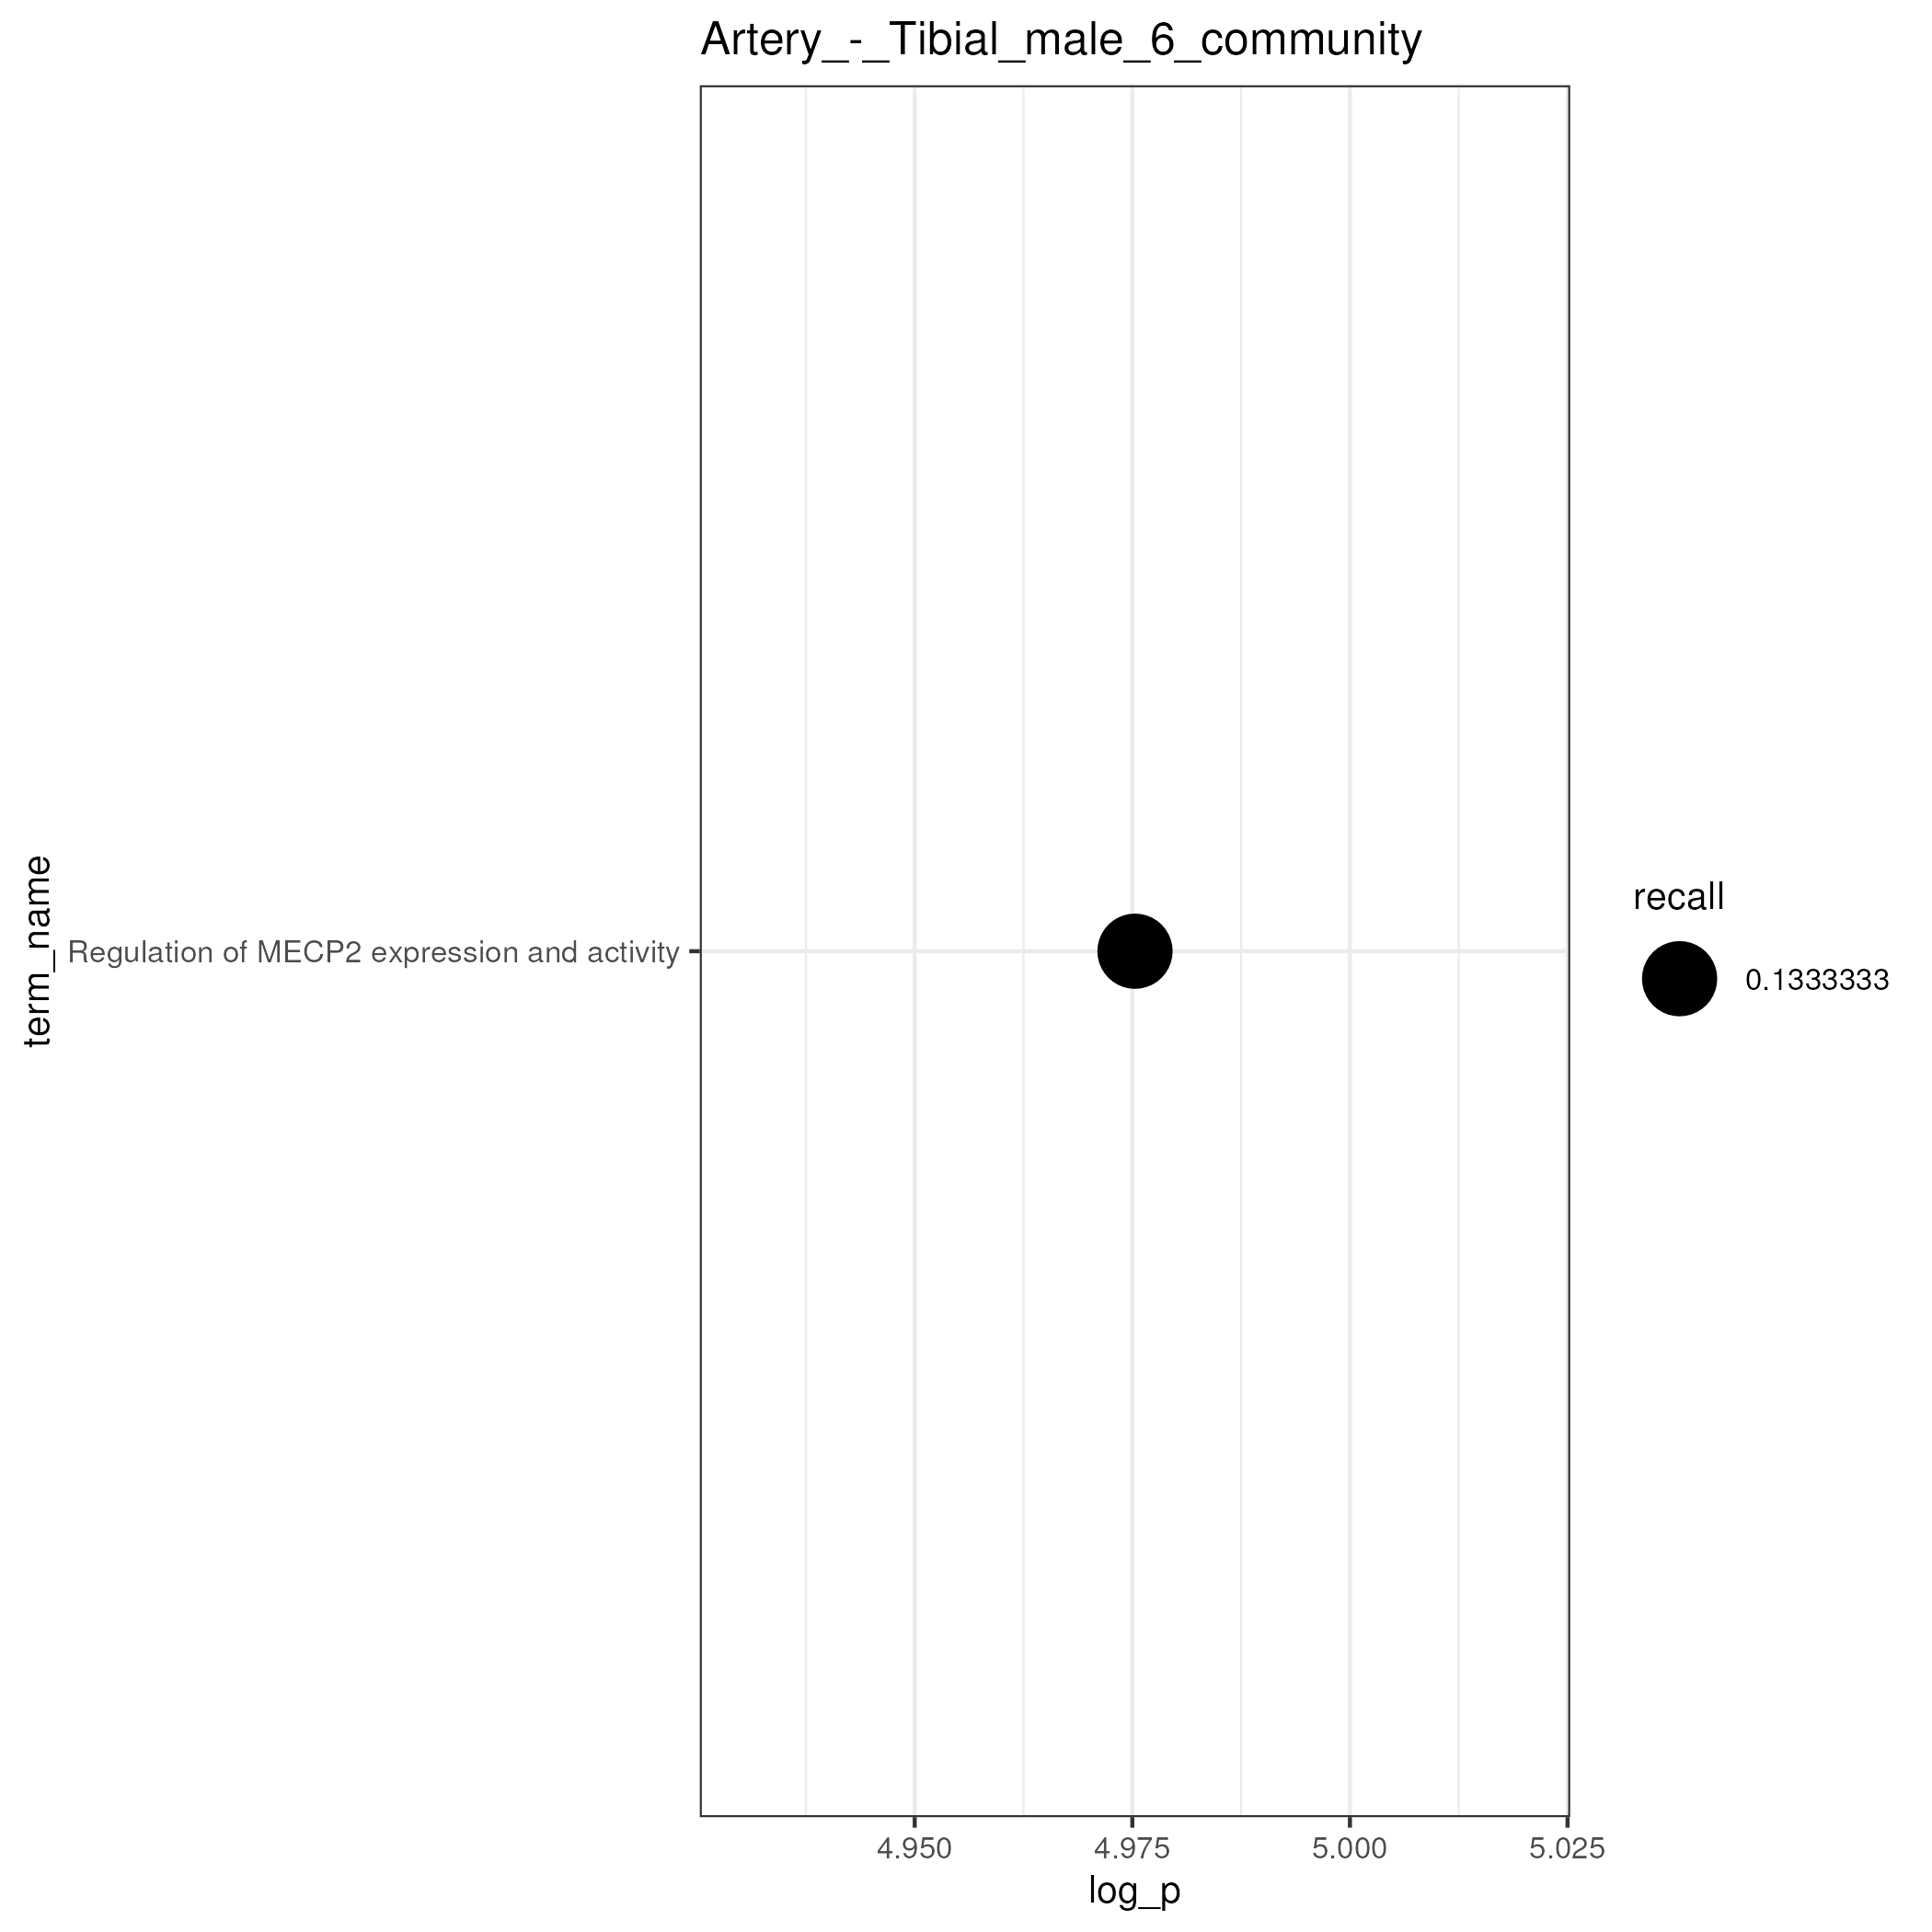 Artery_-_Tibial_male_6_community
term_name
Regulation of MECP2 expression and activity
recall
0.1333333
4.950 4.975 5.000 5.025
log_p